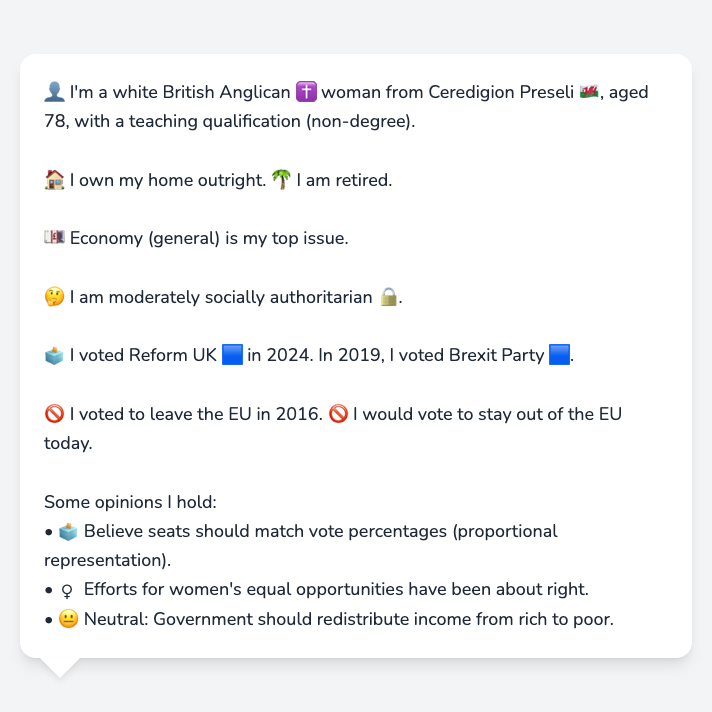 👤 I'm a white British Anglican ✝️ woman from Ceredigion Preseli 🏴󠁧󠁢󠁷󠁬󠁳󠁿, aged
78, with a teaching qualification (non-degree).
🏠 I own my home outright. 🌴 I am retired.
💷 Economy (general) is my top issue.
🤔 I am moderately socially authoritarian 🔒.
🗳️ I voted Reform UK 🟦 in 2024. In 2019, I voted Brexit Party 🟦.
🚫 I voted to leave the EU in 2016. 🚫 I would vote to stay out of the EU
today.
Some opinions I hold:
• 🗳️ Believe seats should match vote percentages (proportional
representation).
• ♀ Efforts for women's equal opportunities have been about right.
• 😐 Neutral: Government should redistribute income from rich to poor.